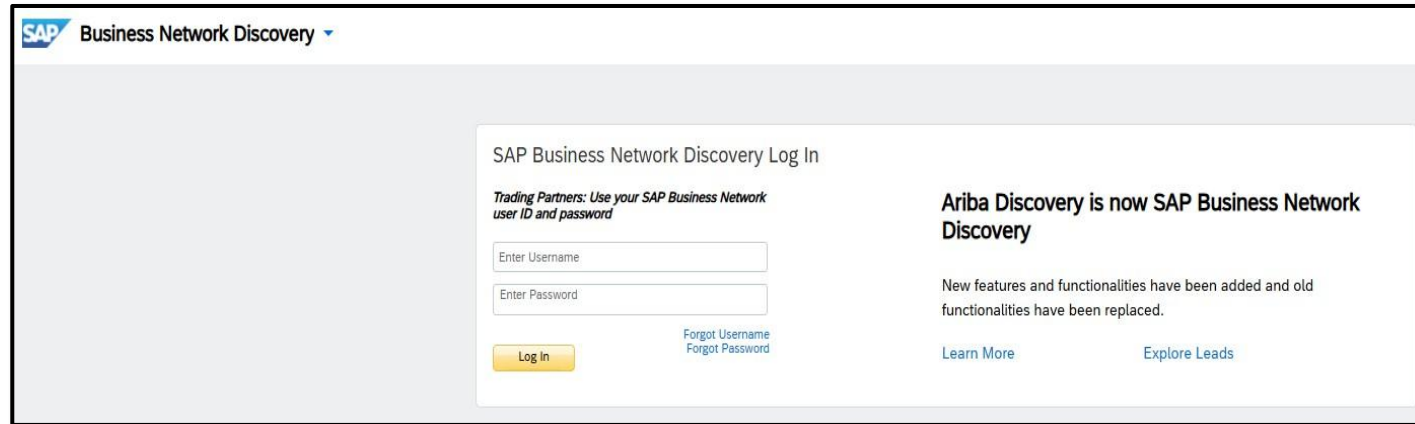 SAP Business Network Discovery
SAP Business Network Discovery Log In
Trading Partners: Use your SAP Business Network
user ID and password
Enter Username
Enter Password
Forgot Username
Forgot Password
Log In
Ariba Discovery is now SAP Business Network
Discovery
New features and functionalities have been added and old
functionalities have been replaced.
Learn More
Explore Leads